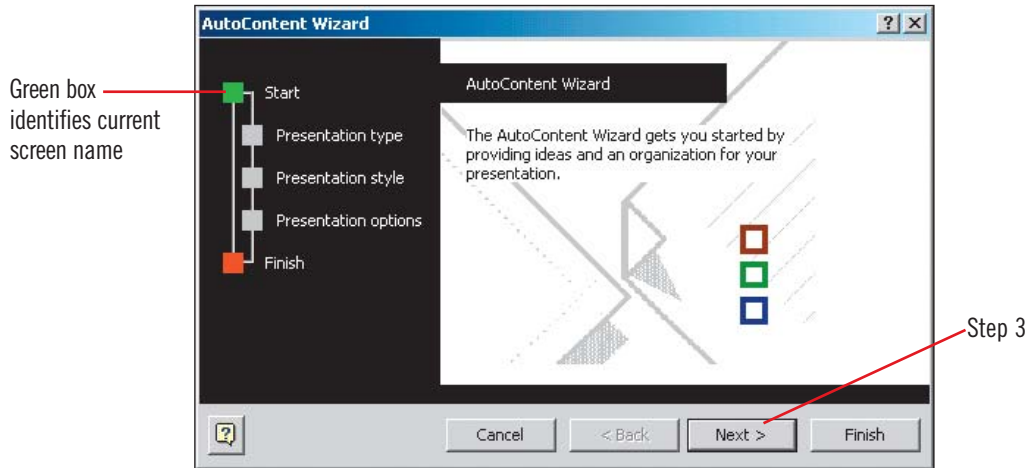 AutoContent Wizard
? ×
Green box
identifies current
screen name
Start
Presentation type
Presentation style
Presentation options
Finish
AutoContent Wizard
The AutoContent Wizard gets you started by
providing ideas and an organization for your
presentation.
Step 3
?
Cancel
< Back
Next >
Finish